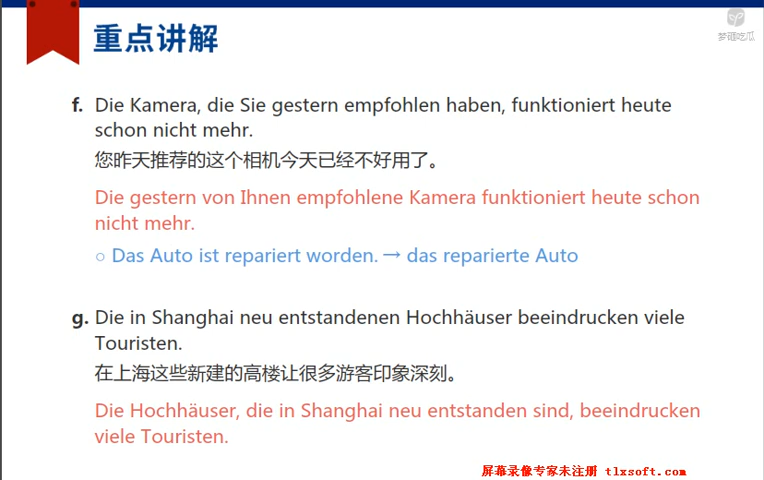 重点讲解
梦砸吃瓜
f. Die Kamera, die Sie gestern empfohlen haben, funktioniert heute
schon nicht mehr.
您昨天推荐的这个相机今天已经不好用了。
Die gestern von Ihnen empfohlene Kamera funktioniert heute schon
nicht mehr.
○ Das Auto ist repariert worden. → das reparierte Auto
g. Die in Shanghai neu entstandenen Hochhäuser beeindrucken viele
Touristen.
在上海这些新建的高楼让很多游客印象深刻。
Die Hochhäuser, die in Shanghai neu entstanden sind, beeindrucken
viele Touristen.
屏幕录像专家未注册 tlxsoft.com